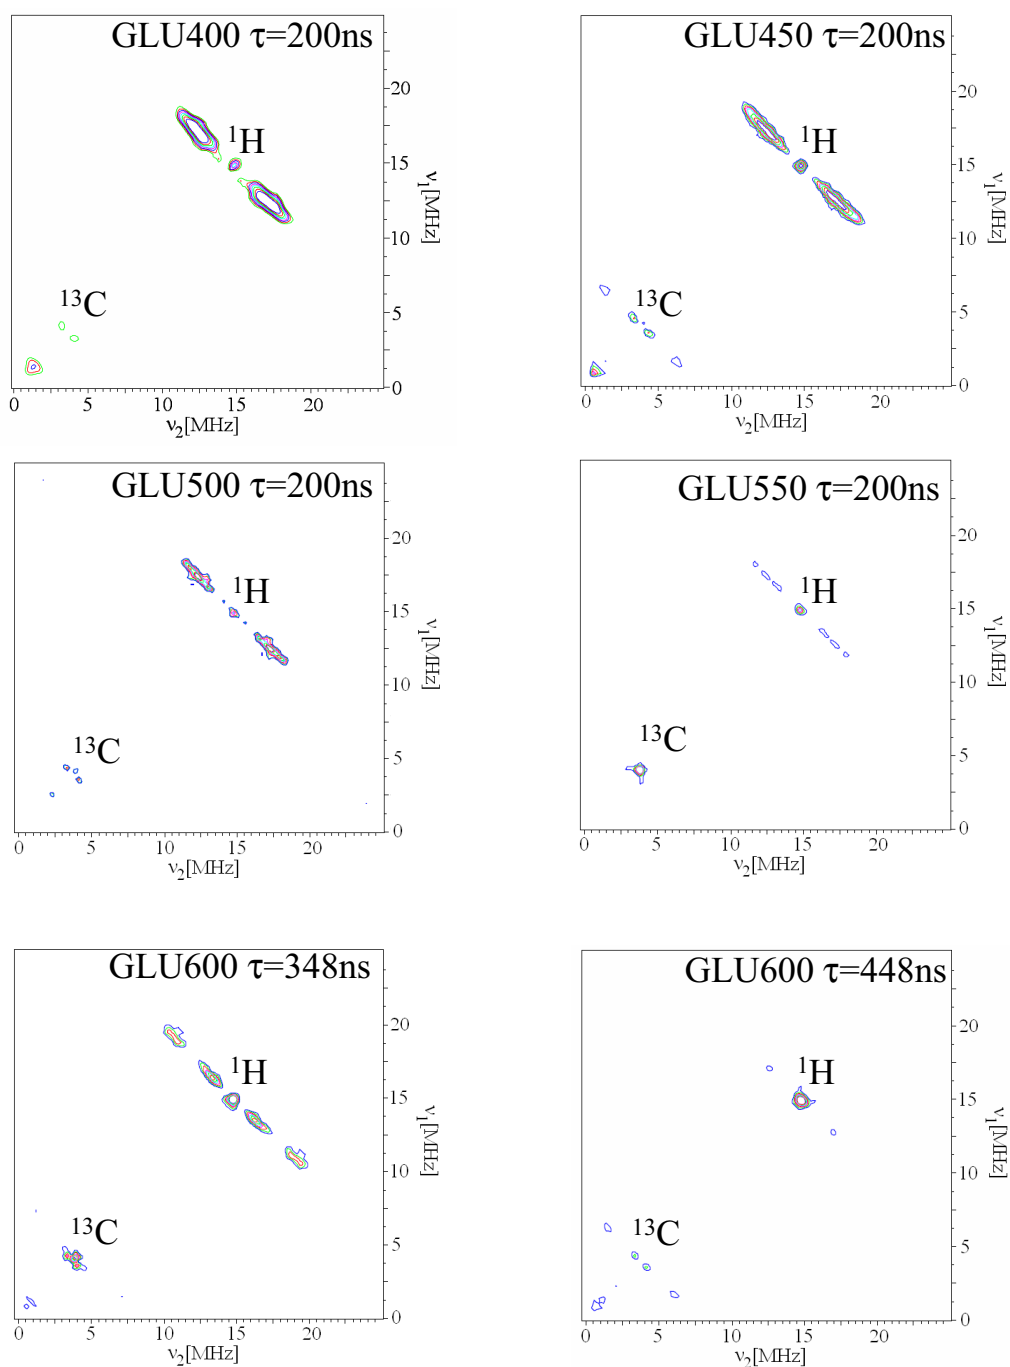 GLU400 τ=200ns
¹H
¹³C
20
15
10
5
0
ν₁[MHz]
0 5 10 15 20
ν₂[MHz]
GLU450 τ=200ns
¹H
¹³C
20
15
10
5
0
ν₁[MHz]
0 5 10 15 20
ν₂[MHz]
GLU500 τ=200ns
¹H
¹³C
20
15
10
5
0
ν₁[MHz]
0 5 10 15 20
ν₂[MHz]
GLU550 τ=200ns
¹H
¹³C
20
15
10
5
0
ν₁[MHz]
0 5 10 15 20
ν₂[MHz]
GLU600 τ=348ns
¹H
¹³C
20
15
10
5
0
ν₁[MHz]
0 5 10 15 20
ν₂[MHz]
GLU600 τ=448ns
¹H
¹³C
20
15
10
5
0
ν₁[MHz]
0 5 10 15 20
ν₂[MHz]